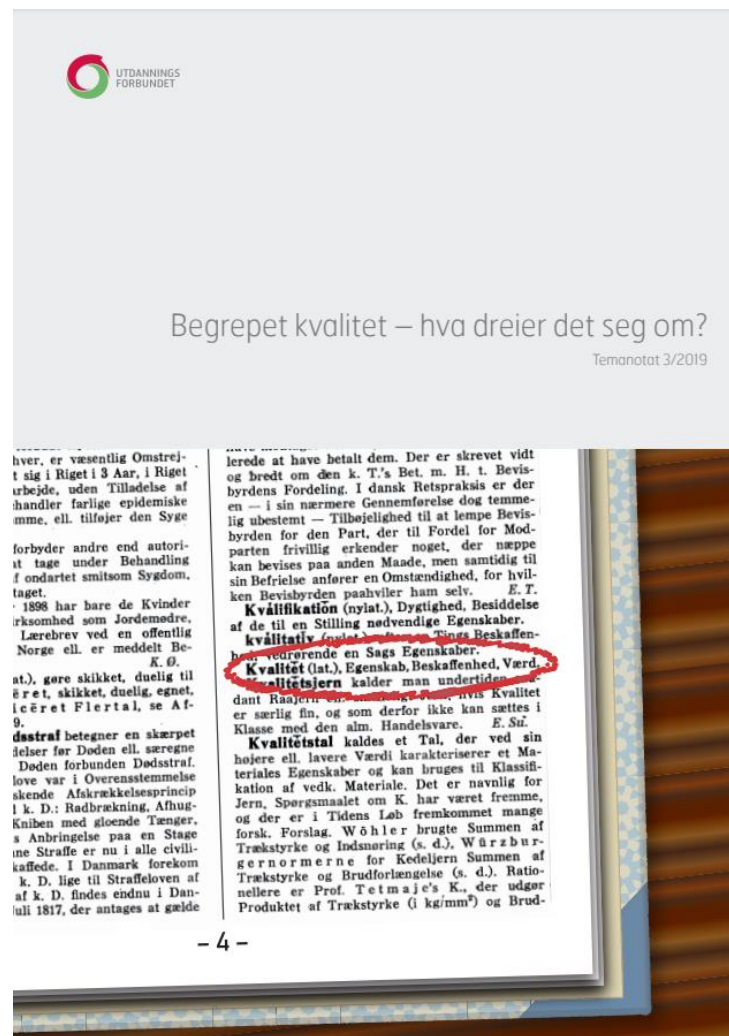 UTDANNINGS
FORBUNDET
Begrepet kvalitet – hva dreier det seg om?
Temanotat 3/2019
hver, er væsentlig Omstrej-
t sig i Riget i 3 Aar, i Riget
rbejde, uden Tilladelse af
handler farlige epidemiske
mme, ell. tilføjer den Syge
forbyder andre end autori-
at tage under Behandling
f ondartet smitsom Sygdom,
taget.
1898 har bare de Kvinder
rksomhed som Jordemødre,
Lærebrev ved en offentlig
Norge ell. er meddelt Be-
K. Ø.
at.), gøre skikket, duelig til
ēret, skikket, duelig, egnet,
icēret Flertal, se Af-
9.
dsstraf betegner en skærpet
delser før Døden ell. særegne
Døden forbunden Dødsstraf.
love var i Overensstemmelse
skende Afskrækkelsesprincip
l k. D.: Radbrækning, Afhug-
Kniben med gloende Tænger,
s Anbringelse paa en Stage
ne Straffe er nu i alle civili-
kaffede. I Danmark forekom
k. D. lige til Straffeloven af
af k. D. findes endnu i Dan-
uli 1817, der antages at gælde
lerede at have betalt dem. Der er skrevet vidt
og bredt om den k. T.'s Bet. m. H. t. Bevis-
byrdens Fordeling. I dansk Retspraksis er der
en — i sin nærmere Gennemførelse dog temme-
lig ubestemt — Tilbøjelighed til at lempe Bevis-
byrden for den Part, der til Fordel for Mod-
parten frivillig erkender noget, der næppe
kan bevises paa anden Maade, men samtidig til
sin Befrielse anfører en Omstændighed, for hvil-
ken Bevisbyrden paahviler ham selv. E. T.
Kvalifikation (nylat.), Dygtighed, Besiddelse
af de til en Stilling nødvendige Egenskaber.
kvalitativ Tings Beskaffen-
vedrørende en Sags Egenskaber.
Kvalitēt (lat.), Egenskab, Beskaffenhed, Værd.
Kvalitētsjern kalder man undertiden
dant Raajern hvis Kvalitet
er særlig fin, og som derfor ikke kan sættes i
Klasse med den alm. Handelsvare. E. Su.
Kvalitētstal kaldes et Tal, der ved sin
højere ell. lavere Værdi karakteriserer et Ma-
teriales Egenskaber og kan bruges til Klassifi-
kation af vedk. Materiale. Det er navnlig for
Jern, Spørgsmaalet om K. har været fremme,
og der er i Tidens Løb fremkommet mange
forsk. Forslag. Wöhler brugte Summen af
Trækstyrke og Indsnøring (s. d.), Würzbur-
gernormerne for Kedeljern Summen af
Trækstyrke og Brudforlængelse (s. d.). Ratio-
nellere er Prof. Tetmaje's K., der udgør
Produktet af Trækstyrke (i kg/mm²) og Brud-
– 4 –